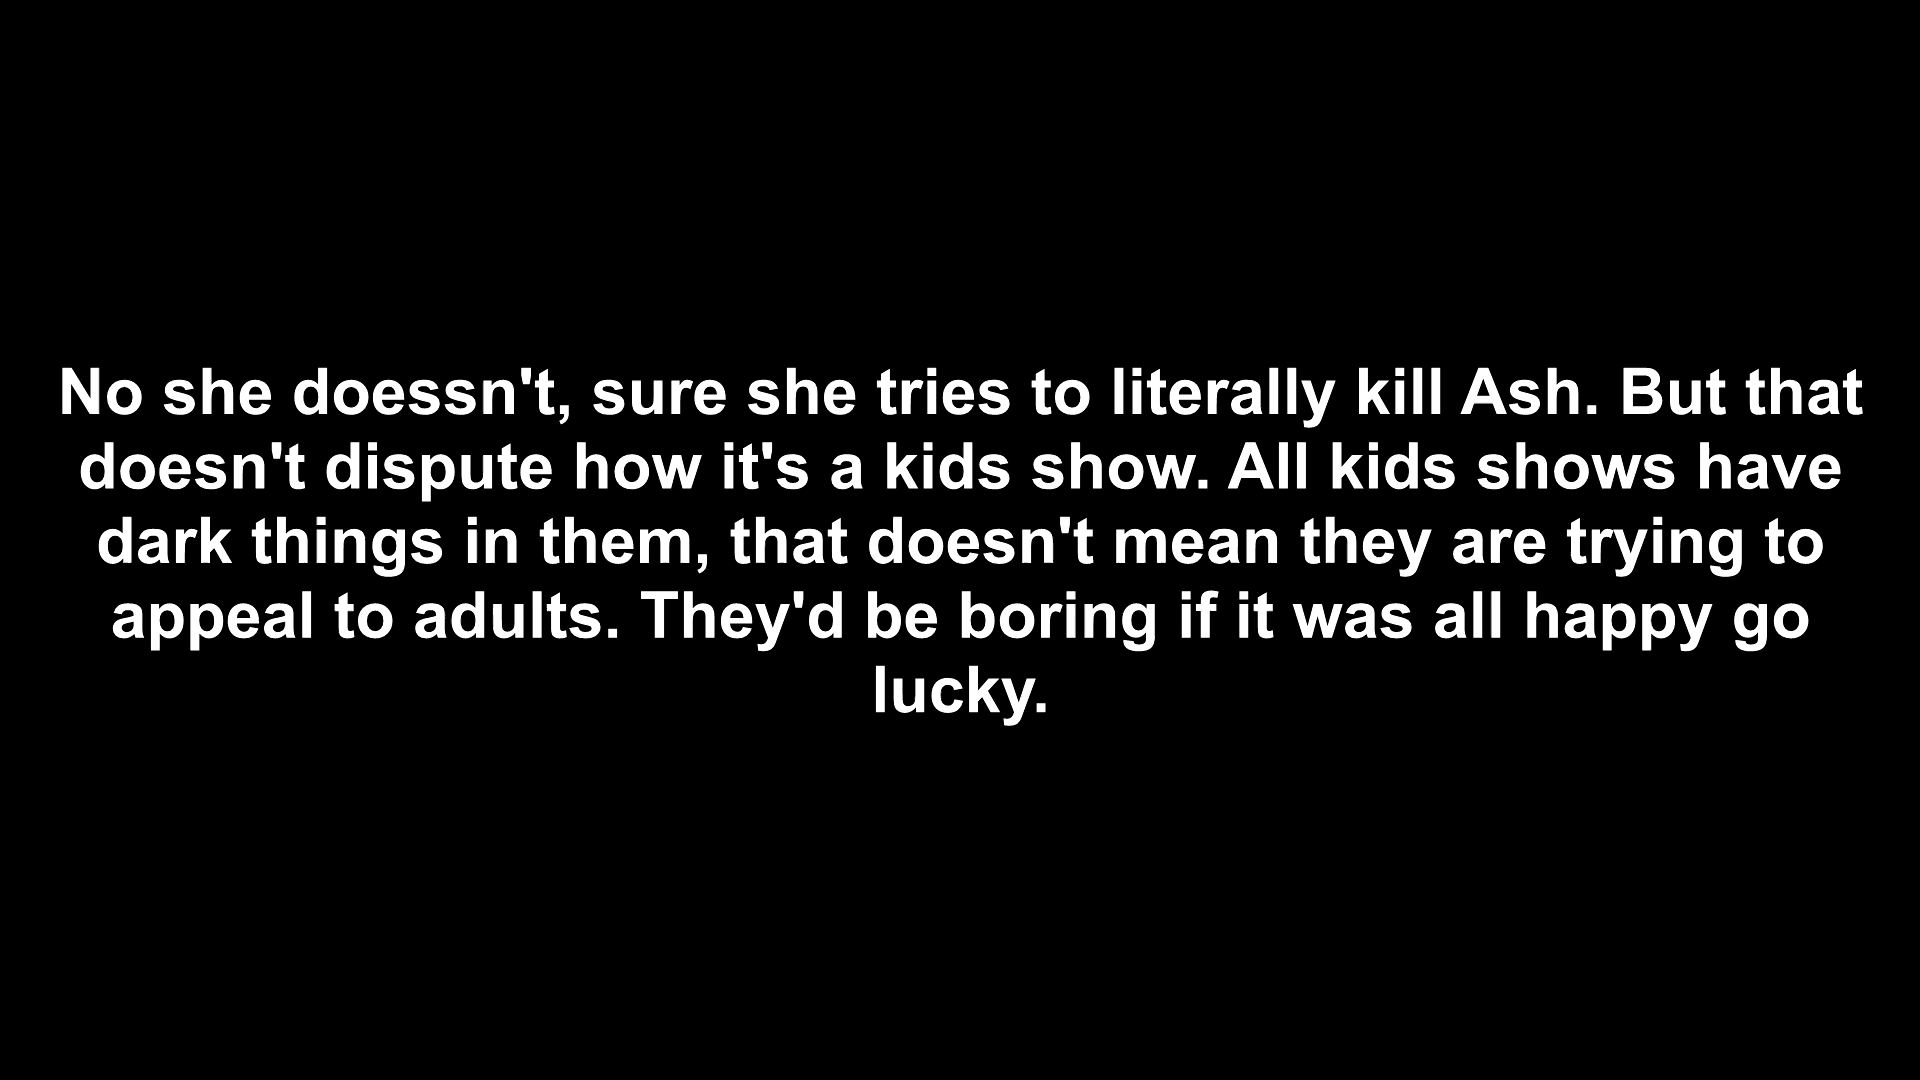 No she doessn't, sure she tries to literally kill Ash. But that
doesn't dispute how it's a kids show. All kids shows have
dark things in them, that doesn't mean they are trying to
appeal to adults. They'd be boring if it was all happy go
lucky.